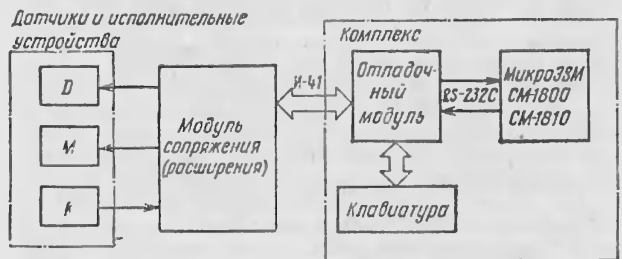 Датчики и исполнительные
устройства
D
M
К
Модуль
сопряжения
(расширения)
И-41
Комплекс
Отладоч-
ный
модуль
RS-232C
МикроЭВМ
СМ-1800
СМ-1810
Клавиатура